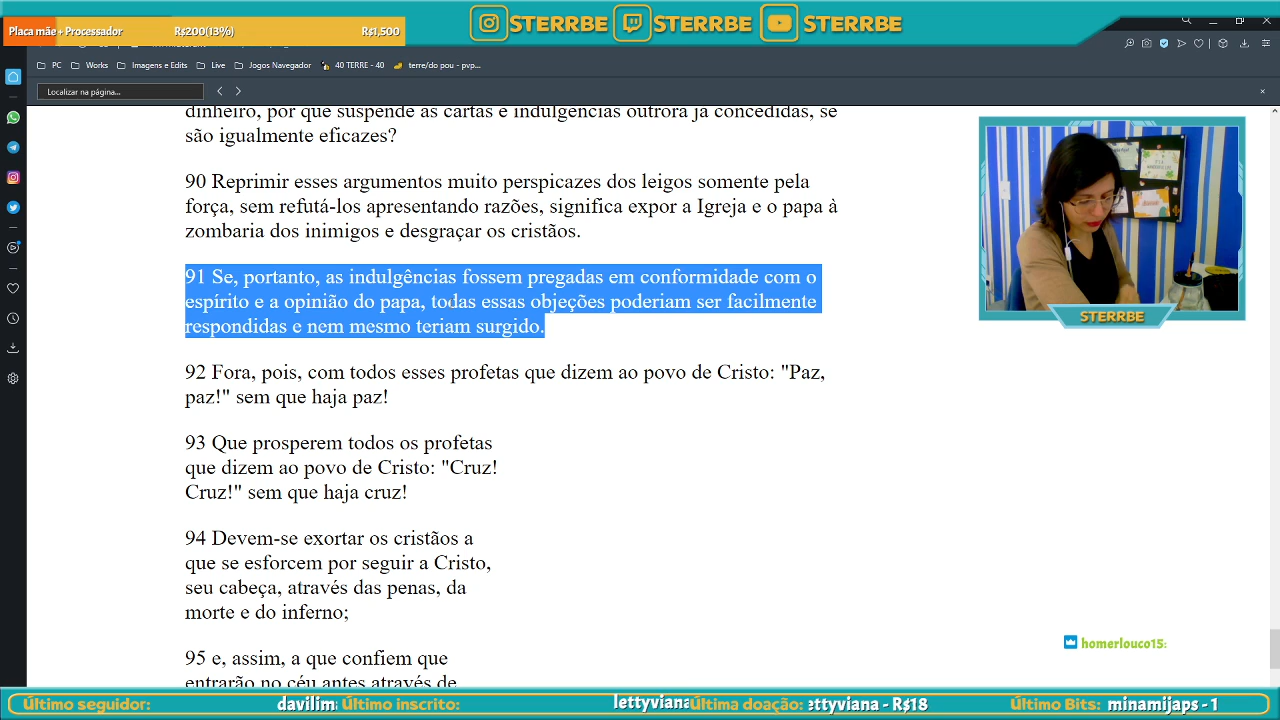 STERRBE STERRBE STERRBE
Placa mãe + Processador R$200(13%) R$1,500
PC Works Imagens e Edits Live Jogos Navegador 40 TERRE - 40 terre/do pou - pvp...
Localizar na página...
dinheiro, por que suspende as cartas e indulgências outrora já concedidas, se
são igualmente eficazes?
90 Reprimir esses argumentos muito perspicazes dos leigos somente pela
força, sem refutá-los apresentando razões, significa expor a Igreja e o papa à
zombaria dos inimigos e desgraçar os cristãos.
91 Se, portanto, as indulgências fossem pregadas em conformidade com o
espírito e a opinião do papa, todas essas objeções poderiam ser facilmente
respondidas e nem mesmo teriam surgido.
92 Fora, pois, com todos esses profetas que dizem ao povo de Cristo: "Paz,
paz!" sem que haja paz!
93 Que prosperem todos os profetas
que dizem ao povo de Cristo: "Cruz!
Cruz!" sem que haja cruz!
94 Devem-se exortar os cristãos a
que se esforcem por seguir a Cristo,
seu cabeça, através das penas, da
morte e do inferno;
95 e, assim, a que confiem que
entrarão no céu antes através de
STERRBE
homerlouco15:
Último seguidor: davilim Último inscrito: lettyviana Última doação: ettyviana - R$18 Último Bits: minamijaps - 1